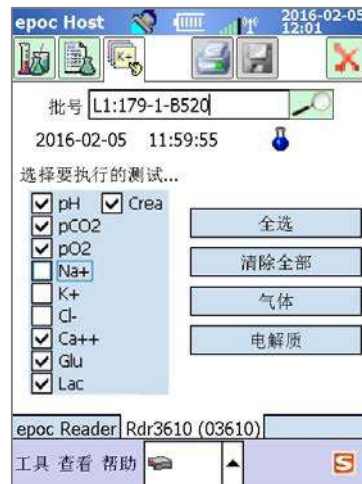 epoc Host 2016-02-05 12:01
K+
批号 L1:179-1-B520
2016-02-05 11:59:55
选择要执行的测试...
pH Crea
pCO2
pO2
Na+
K+
Cl-
Ca++
Glu
Lac
全选
清除全部
气体
电解质
epoc Reader Rdr3610 (03610)
工具 查看 帮助
S